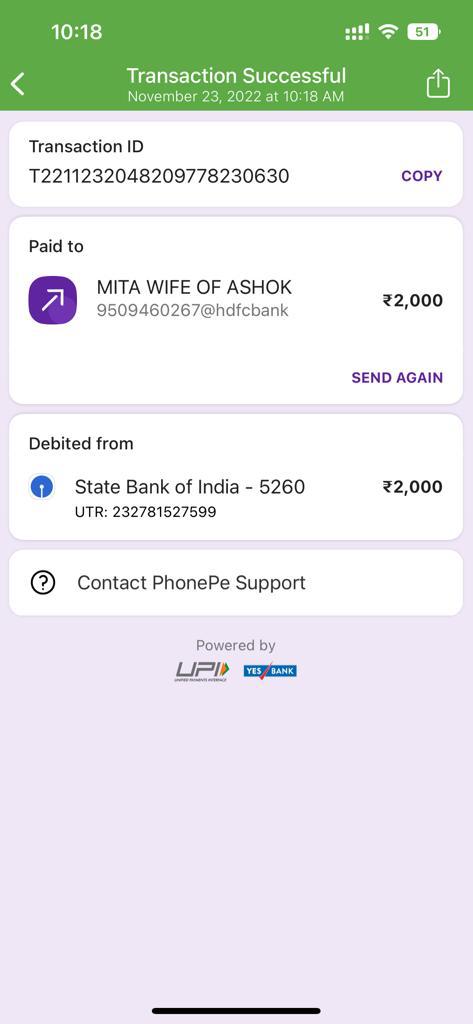 10:18
51
Transaction Successful
November 23, 2022 at 10:18 AM
Transaction ID
T2211232048209778230630
COPY
Paid to
MITA WIFE OF ASHOK
₹2,000
9509460267@hdfcbank
SEND AGAIN
Debited from
State Bank of India - 5260
₹2,000
UTR: 232781527599
Contact PhonePe Support
Powered by
UPI
UNIFIED PAYMENTS INTERFACE
YES BANK